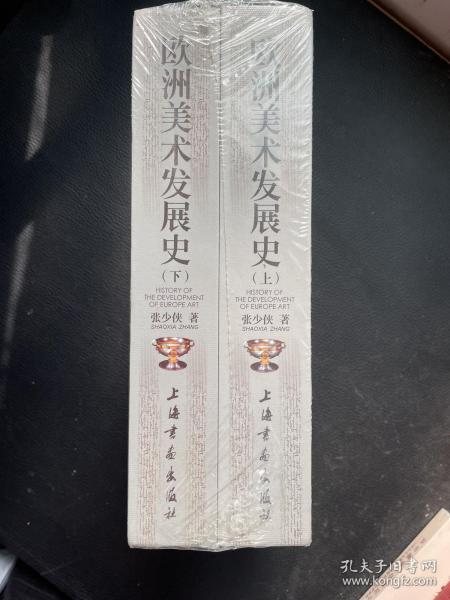 欧洲美术发展史
(下)
HISTORY OF
THE DEVELOPMENT
OF EUROPE ART
张少侠 著
SHAOXIA ZHANG
上海书画出版社
欧洲美术发展史
(上)
HISTORY OF
THE DEVELOPMENT
OF EUROPE ART
张少侠 著
SHAOXIA ZHANG
上海书画出版社
孔夫子旧书网
www.kongfz.com